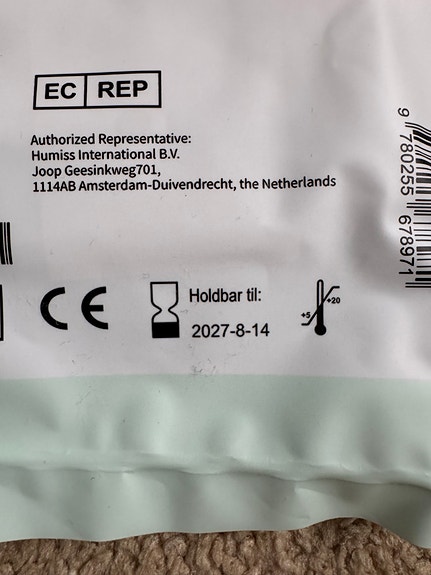 EC REP
Authorized Representative:
Humiss International B.V.
Joop Geesinkweg701,
1114AB Amsterdam-Duivendrecht, the Netherlands
9 780255 678971
CE
Holdbar til:
2027-8-14
+5
+20